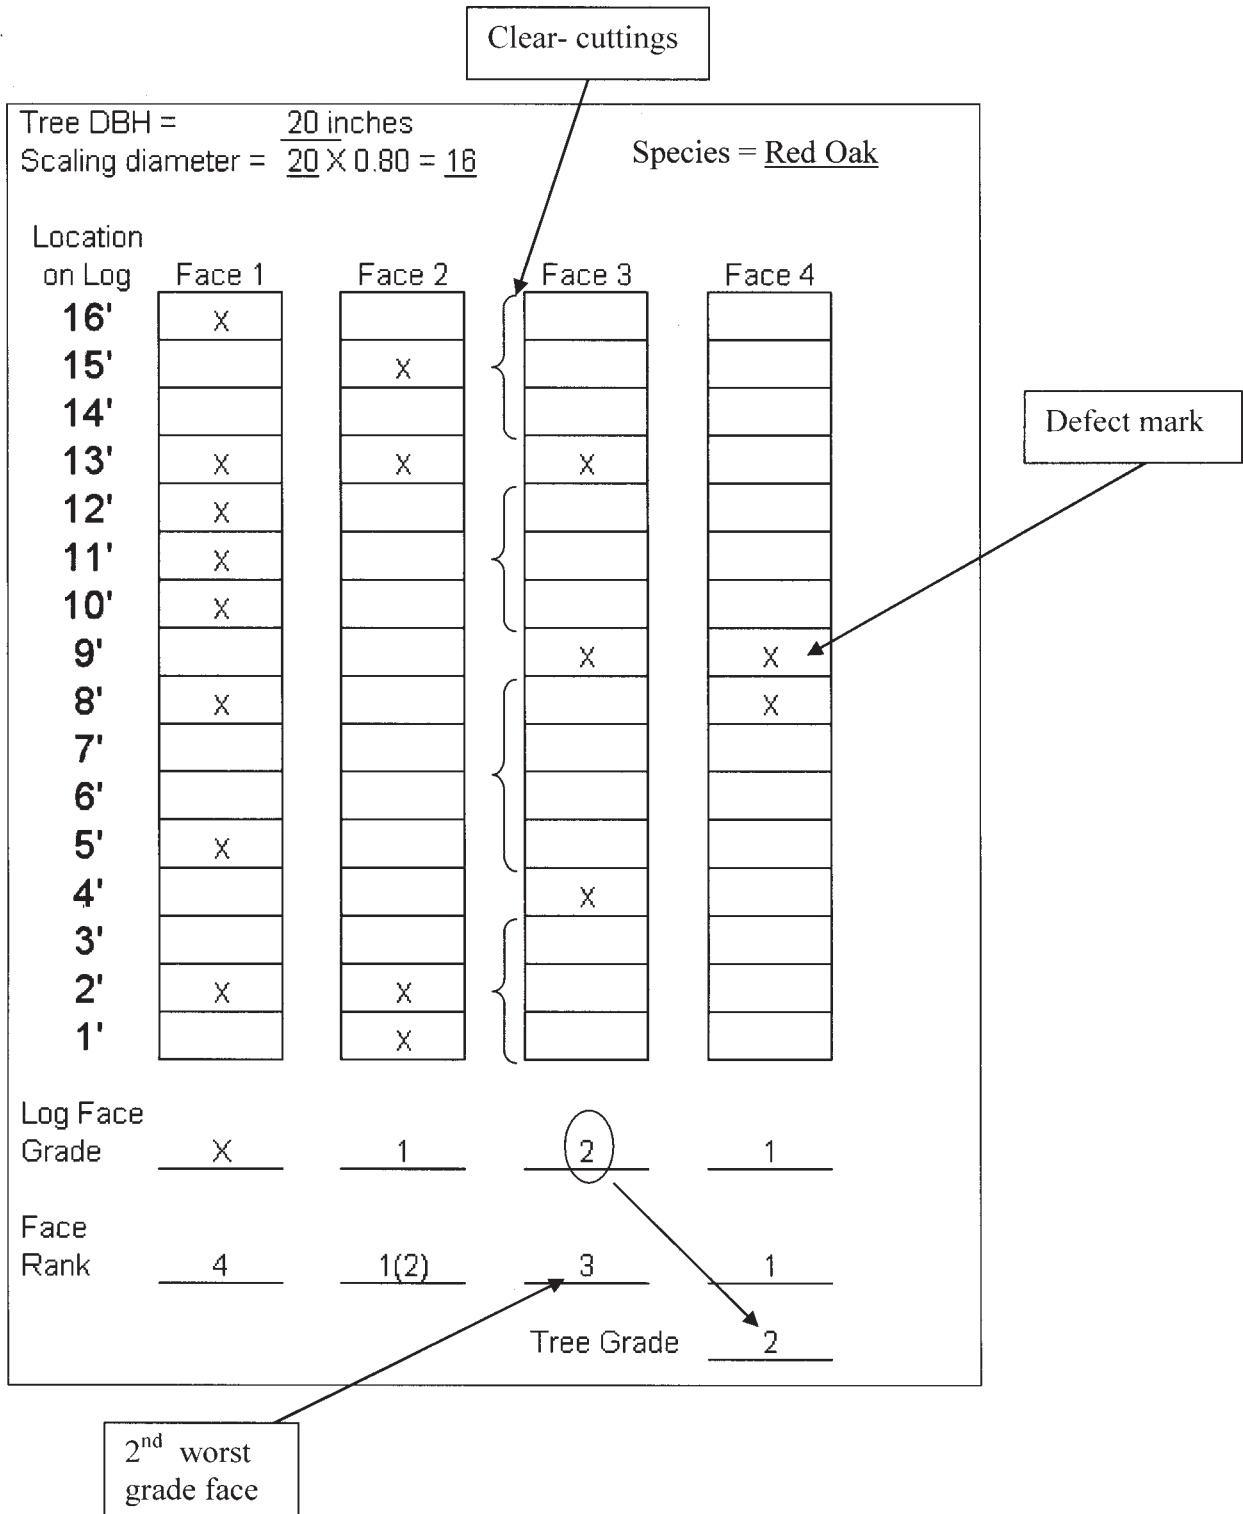 Clear- cuttings
Tree DBH = 20 inches
Scaling diameter = 20 X 0.80 = 16
Species = Red Oak
Location
on Log Face 1 Face 2 Face 3 Face 4
16' X
15' X
14'
13' X X X
12' X
11' X
10' X
9' X X
8' X X
7'
6'
5' X
4' X
3'
2' X X
1' X
Defect mark
Log Face
Grade X 1 2 1
Face
Rank 4 1(2) 3 1
Tree Grade 2
2nd worst
grade face